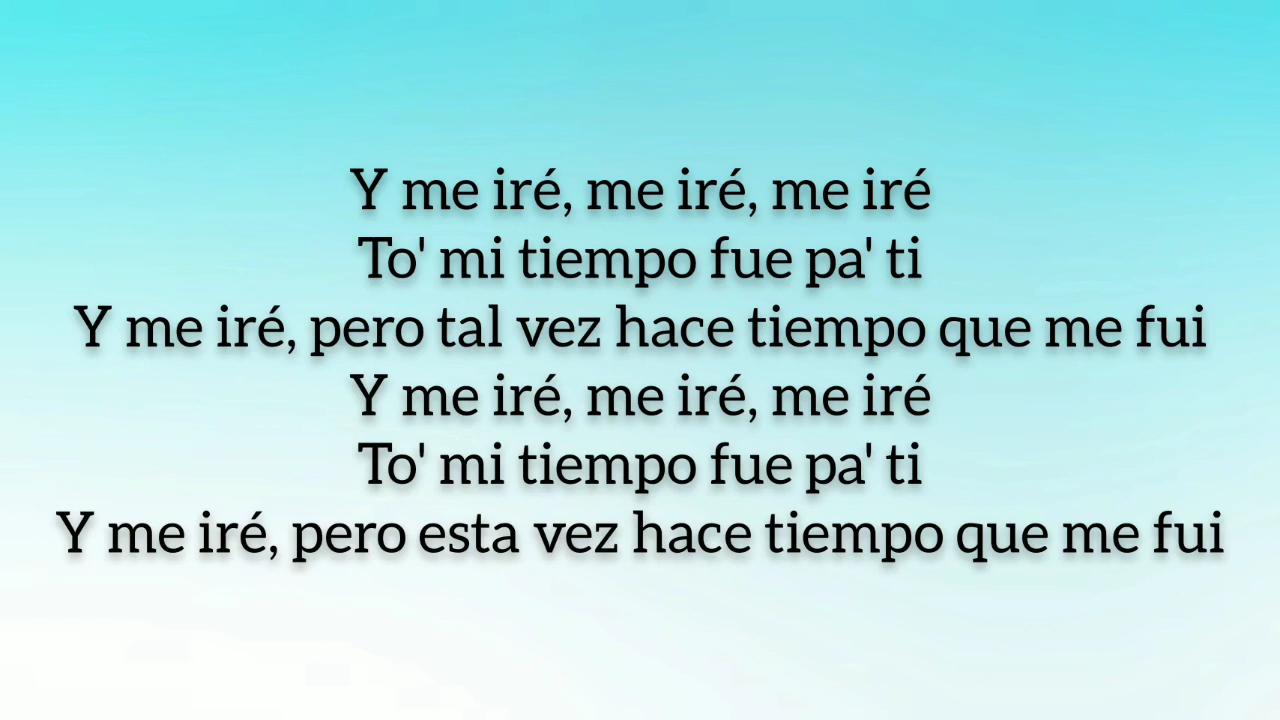 Y me iré, me iré, me iré
To' mi tiempo fue pa' ti
Y me iré, pero tal vez hace tiempo que me fui
Y me iré, me iré, me iré
To' mi tiempo fue pa' ti
Y me iré, pero esta vez hace tiempo que me fui